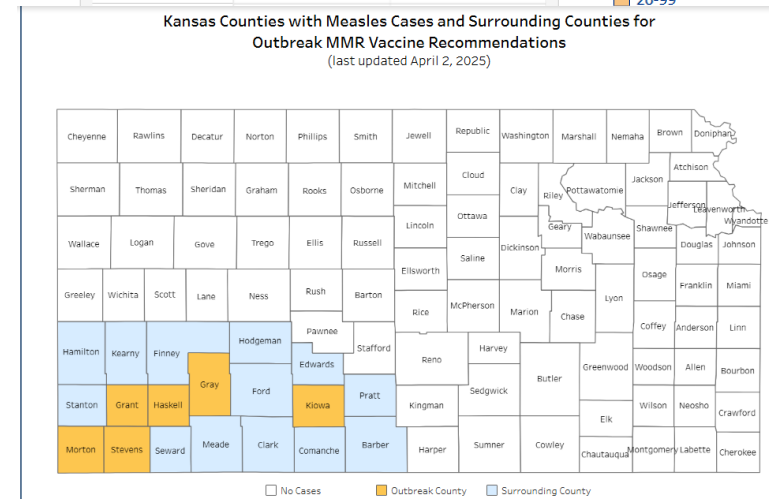 20-99
Kansas Counties with Measles Cases and Surrounding Counties for
Outbreak MMR Vaccine Recommendations
(last updated April 2, 2025)
Cheyenne Rawlins Decatur Norton Phillips Smith Jewell Republic Washington Marshall Nemaha Brown Doniphan
Atchison
Sherman Thomas Sheridan Graham Rooks Osborne Mitchell Cloud Clay Riley Pottawatomie Jackson
Jefferson Leavenworth
Wyandotte
Lincoln Ottawa Geary Wabaunsee Shawnee
Wallace Logan Gove Trego Ellis Russell Saline Dickinson Douglas Johnson
Ellsworth Morris Osage
Greeley Wichita Scott Lane Ness Rush Barton Rice McPherson Marion Chase Lyon Franklin Miami
Pawnee Coffey Anderson Linn
Hamilton Kearny Finney Hodgeman Stafford Reno Harvey
Edwards Greenwood Woodson Allen Bourbon
Gray Ford Pratt Sedgwick Butler
Stanton Grant Haskell Kiowa Kingman Wilson Neosho Crawford
Elk
Morton Stevens Seward Meade Clark Comanche Barber Harper Sumner Cowley Chautauqua Montgomery Labette Cherokee
No Cases Outbreak County Surrounding County